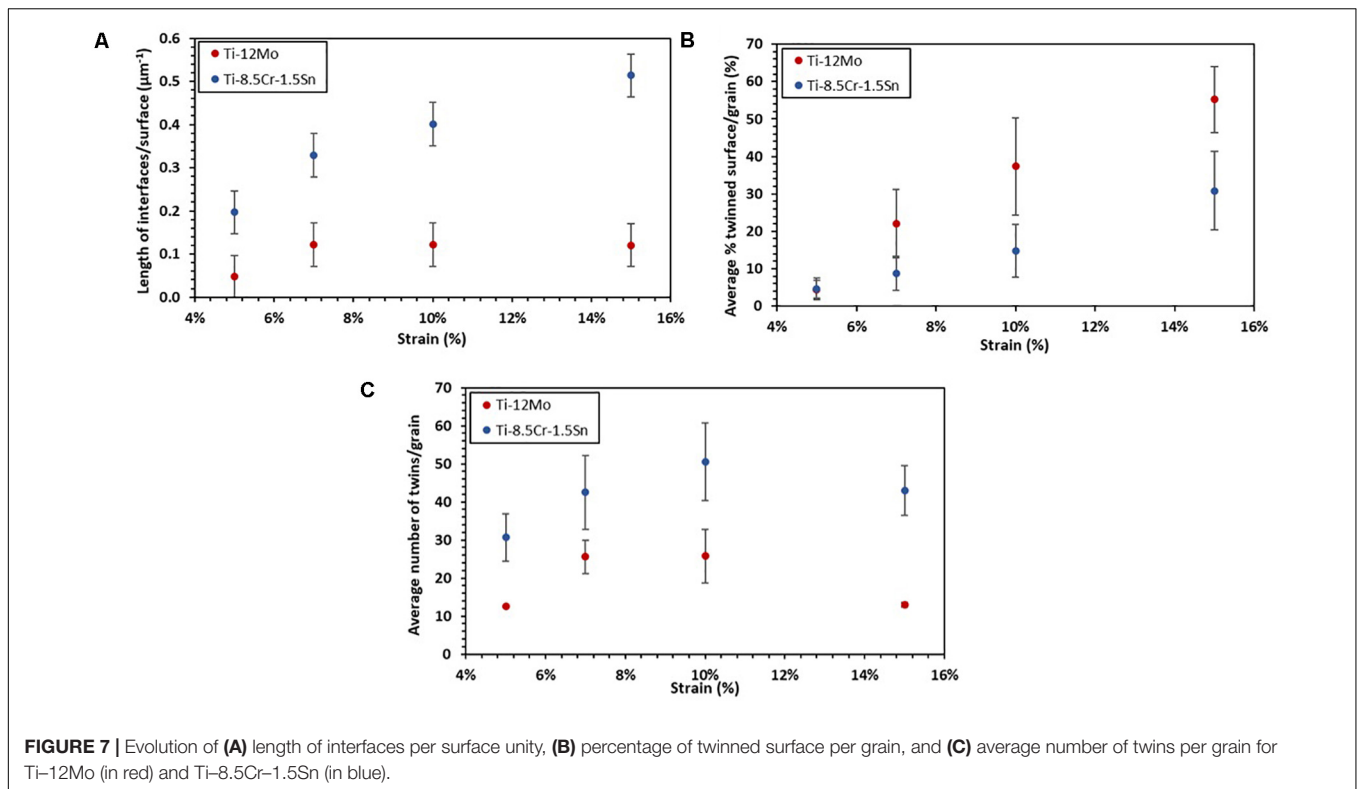 A
Length of interfaces/surface (µm⁻¹)
0.6
0.5
0.4
0.3
0.2
0.1
0.0
Ti-12Mo
Ti-8.5Cr-1.5Sn
4% 6% 8% 10% 12% 14% 16%
Strain (%)
B
Average % twinned surface/grain (%)
70
60
50
40
30
20
10
0
Ti-12Mo
Ti-8.5Cr-1.5Sn
4% 6% 8% 10% 12% 14% 16%
Strain (%)
C
Average number of twins/grain
70
60
50
40
30
20
10
0
Ti-12Mo
Ti-8.5Cr-1.5Sn
4% 6% 8% 10% 12% 14% 16%
Strain (%)
FIGURE 7 | Evolution of (A) length of interfaces per surface unity, (B) percentage of twinned surface per grain, and (C) average number of twins per grain for
Ti–12Mo (in red) and Ti–8.5Cr–1.5Sn (in blue).